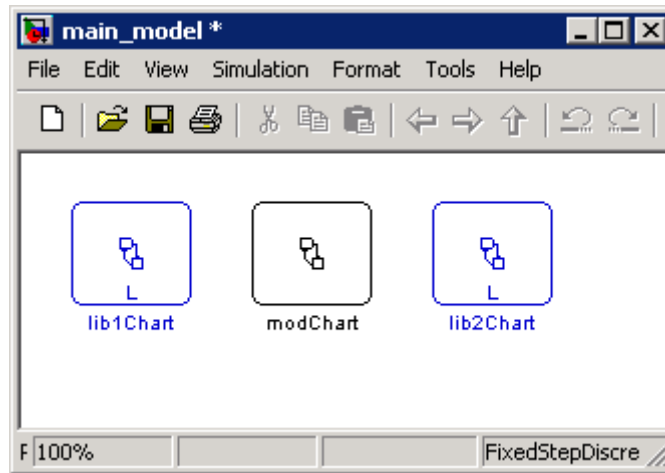 main_model *
File Edit View Simulation Format Tools Help
L L
lib1Chart modChart lib2Chart
F 100% FixedStepDiscre